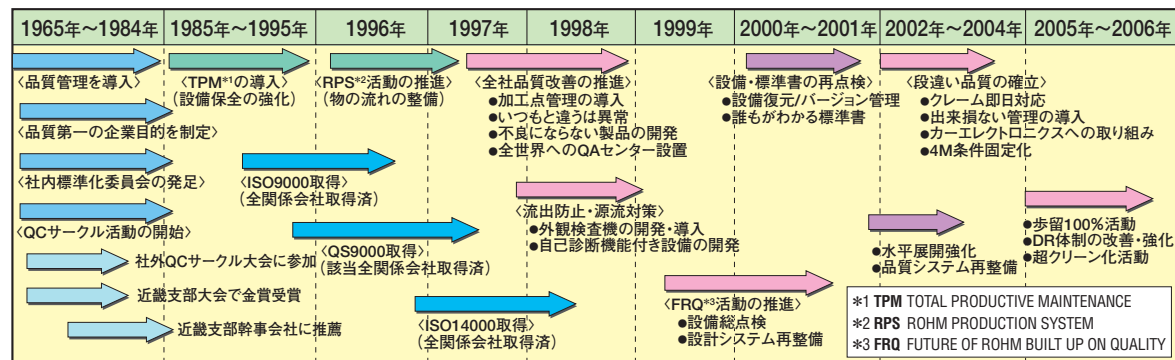 1965年～1984年
1985年～1995年
1996年
1997年
1998年
1999年
2000年～2001年
2002年～2004年
2005年～2006年
〈品質管理を導入〉
〈品質第一の企業目的を制定〉
〈社内標準化委員会の発足〉
〈QCサークル活動の開始〉
社外QCサークル大会に参加
近畿支部大会で金賞受賞
近畿支部幹事会社に推薦
〈TPM*1の導入〉
(設備保全の強化)
〈ISO9000取得〉
(全関係会社取得済)
〈QS9000取得〉
(該当全関係会社取得済)
〈RPS*2活動の推進〉
(物の流れの整備)
〈ISO14000取得〉
(全関係会社取得済)
〈全社品質改善の推進〉
●加工点管理の導入
●いつもと違うは異常
●不良にならない製品の開発
●全世界へのQAセンター設置
〈流出防止・源流対策〉
●外観検査機の開発・導入
●自己診断機能付き設備の開発
〈FRQ*3活動の推進〉
●設備総点検
●設計システム再整備
〈設備・標準書の再点検〉
●設備復元/バージョン管理
●誰もがわかる標準書
〈段違い品質の確立〉
●クレーム即日対応
●出来損ない管理の導入
●カーエレクトロニクスへの取り組み
●4M条件固定化
●水平展開強化
●品質システム再整備
●歩留100%活動
●DR体制の改善・強化
●超クリーン化活動
*1 TPM TOTAL PRODUCTIVE MAINTENANCE
*2 RPS ROHM PRODUCTION SYSTEM
*3 FRQ FUTURE OF ROHM BUILT UP ON QUALITY